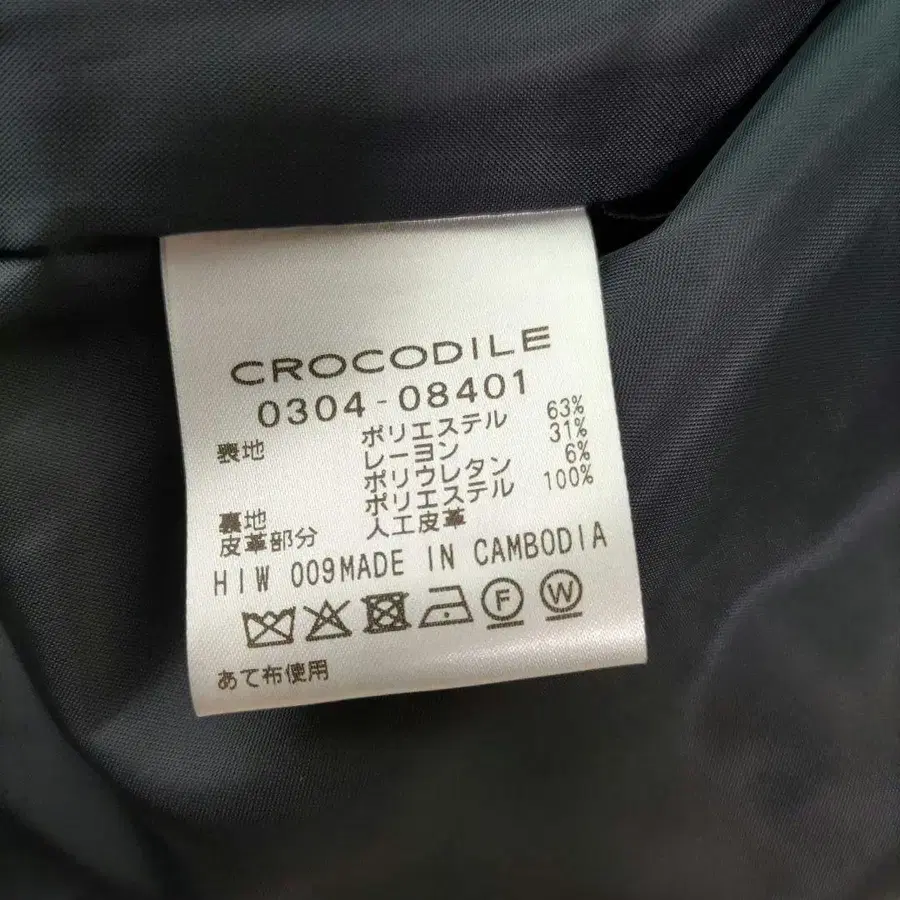 CROCODILE
0304-08401
表地 ポリエステル 63%
レーヨン 31%
ポリウレタン 6%
裏地 ポリエステル 100%
皮革部分 人工皮革
HIW 009MADE IN CAMBODIA
F W
あて布使用